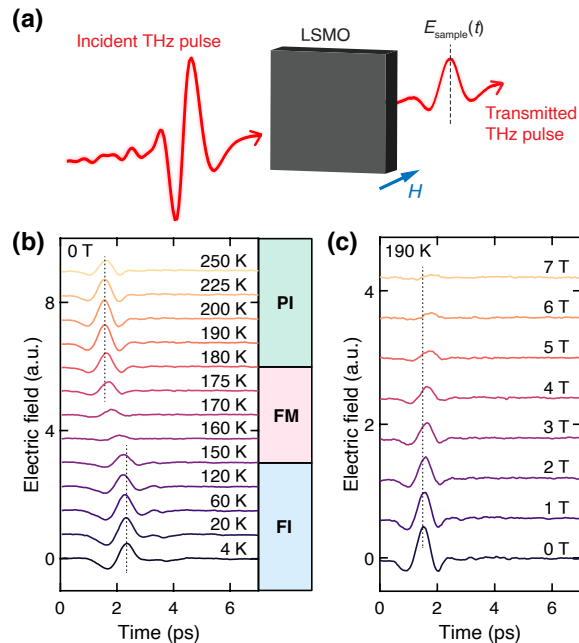 (a)
Incident THz pulse
LSMO
E_sample(t)
Transmitted
THz pulse
H
(b)
0 T
250 K
225 K
200 K
190 K
180 K
175 K
170 K
160 K
150 K
120 K
60 K
20 K
4 K
PI
FM
FI
Electric field (a.u.)
8
4
0
0
2
4
6
Time (ps)
(c)
190 K
7 T
6 T
5 T
4 T
3 T
2 T
1 T
0 T
Electric field (a.u.)
4
2
0
0
2
4
6
Time (ps)